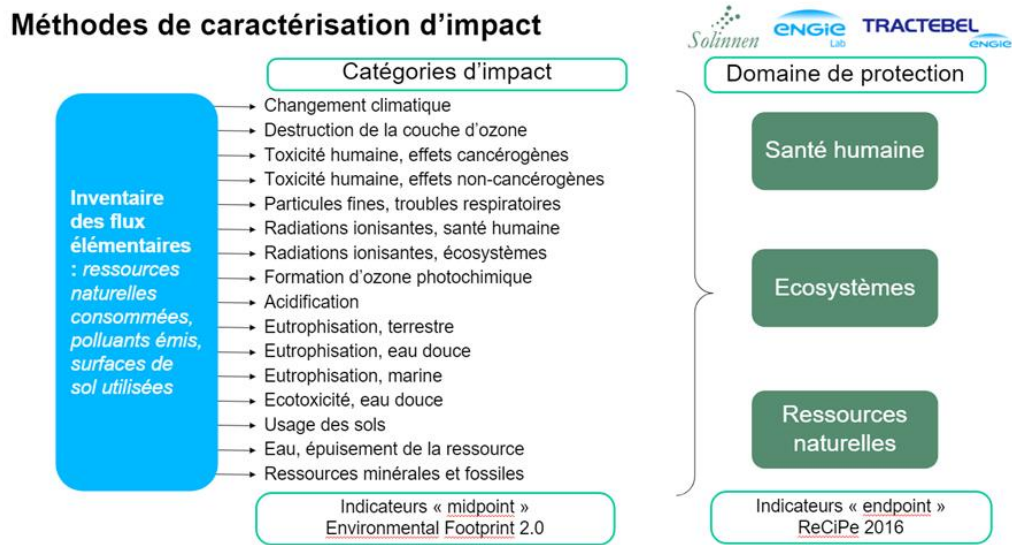 Méthodes de caractérisation d’impact
Solinnen
ENGIE
Lab
TRACTEBEL
ENGIE
Catégories d’impact
Domaine de protection
Inventaire
des flux
élémentaires
: ressources
naturelles
consommées,
polluants émis,
surfaces de
sol utilisées
Changement climatique
Destruction de la couche d’ozone
Toxicité humaine, effets cancérogènes
Toxicité humaine, effets non-cancérogènes
Particules fines, troubles respiratoires
Radiations ionisantes, santé humaine
Radiations ionisantes, écosystèmes
Formation d’ozone photochimique
Acidification
Eutrophisation, terrestre
Eutrophisation, eau douce
Eutrophisation, marine
Ecotoxicité, eau douce
Usage des sols
Eau, épuisement de la ressource
Ressources minérales et fossiles
Santé humaine
Ecosystèmes
Ressources
naturelles
Indicateurs « midpoint »
Environmental Footprint 2.0
Indicateurs « endpoint »
ReCiPe 2016